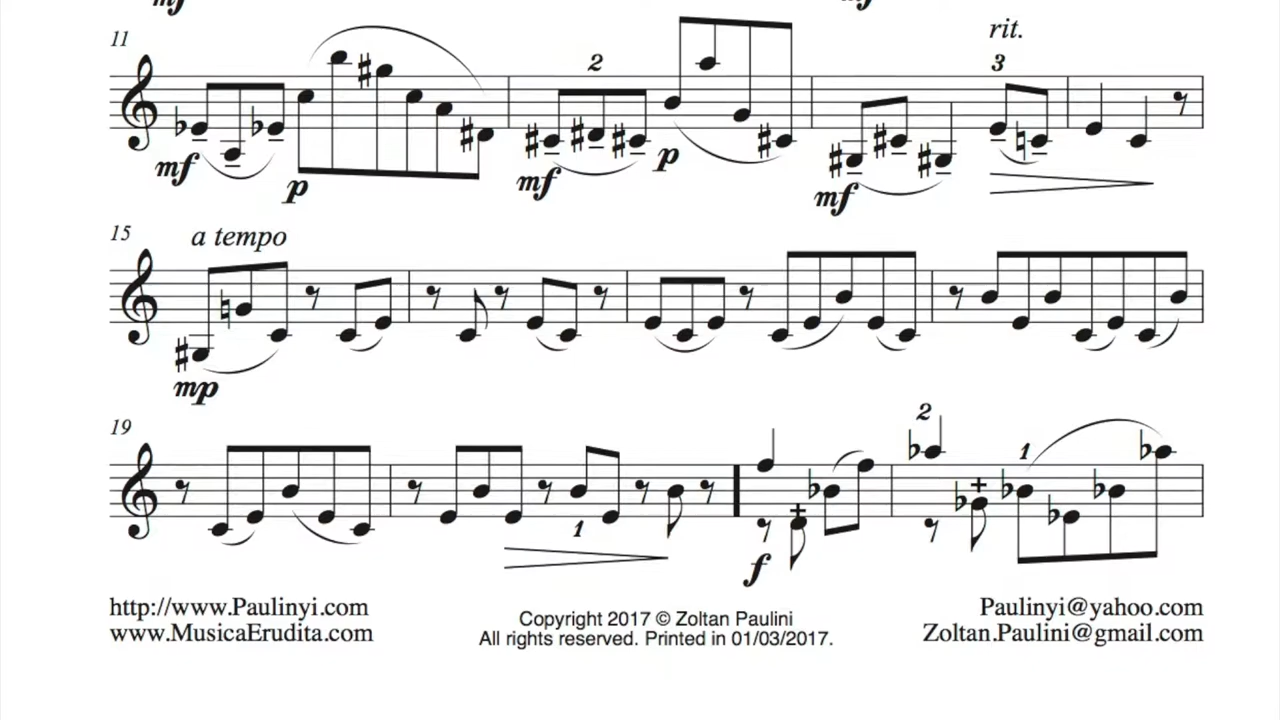 mf mf
11 rit.
2 3
mf p mf p mf
15 a tempo
mp
19 2
1
1
f
http://www.Paulinyi.com Copyright 2017 © Zoltan Paulini Paulinyi@yahoo.com
www.MusicaErudita.com All rights reserved. Printed in 01/03/2017. Zoltan.Paulini@gmail.com